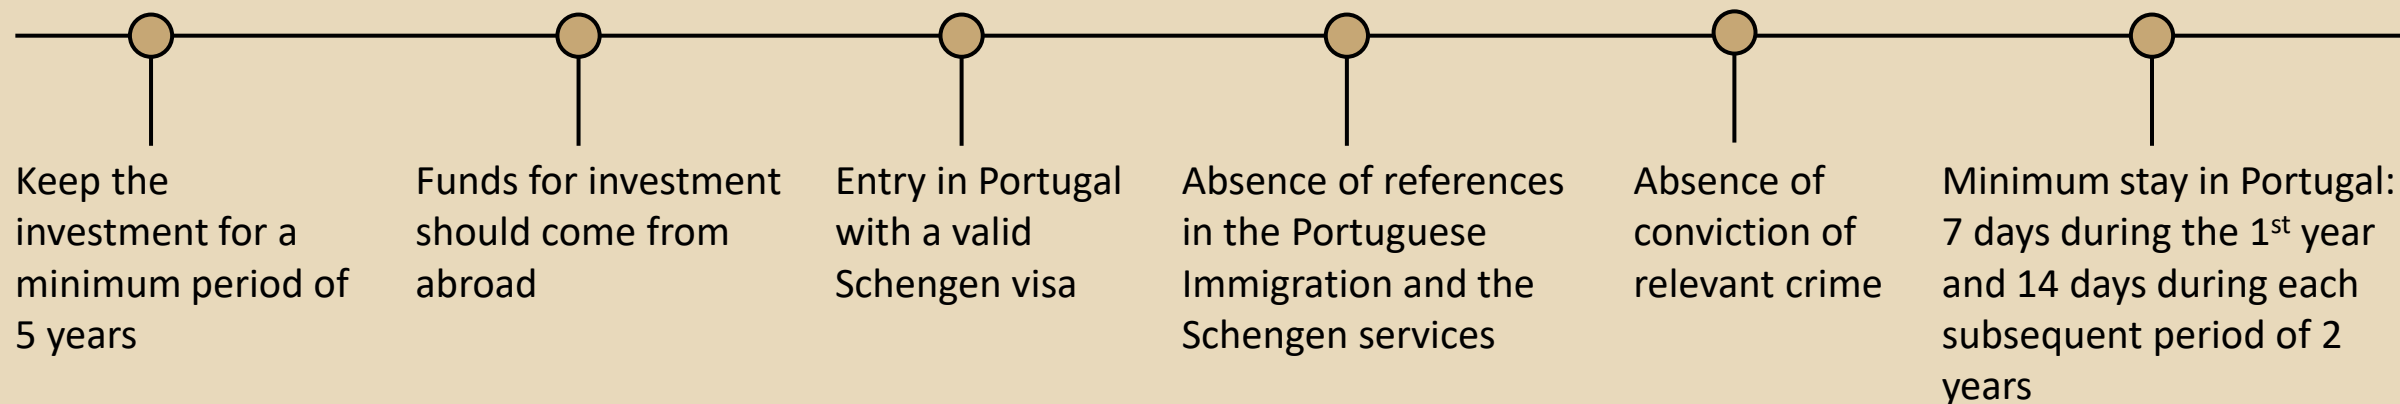 Keep the
investment for a
minimum period of
5 years
Funds for investment
should come from
abroad
Entry in Portugal
with a valid
Schengen visa
Absence of references
in the Portuguese
Immigration and the
Schengen services
Absence of
conviction of
relevant crime
Minimum stay in Portugal:
7 days during the 1st year
and 14 days during each
subsequent period of 2
years